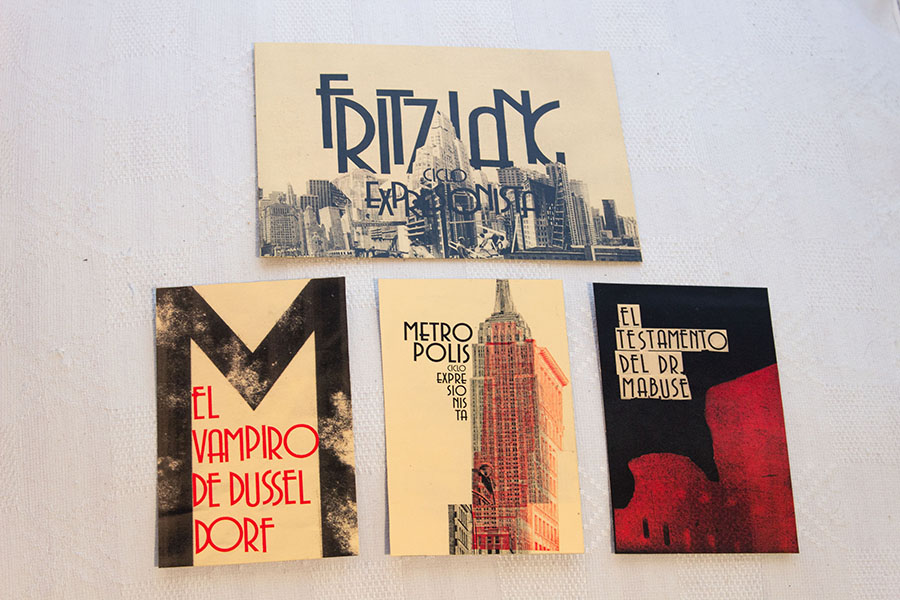 FRITZ LANG
CICLO
EXPRESIONISTA
M
EL
VAMPIRO
DE DUSSEL
DORF
METRO
POLIS
CICLO
EXPRE
SIO
NIS
TA
EL
TESTAMENTO
DEL DR.
MABUSE